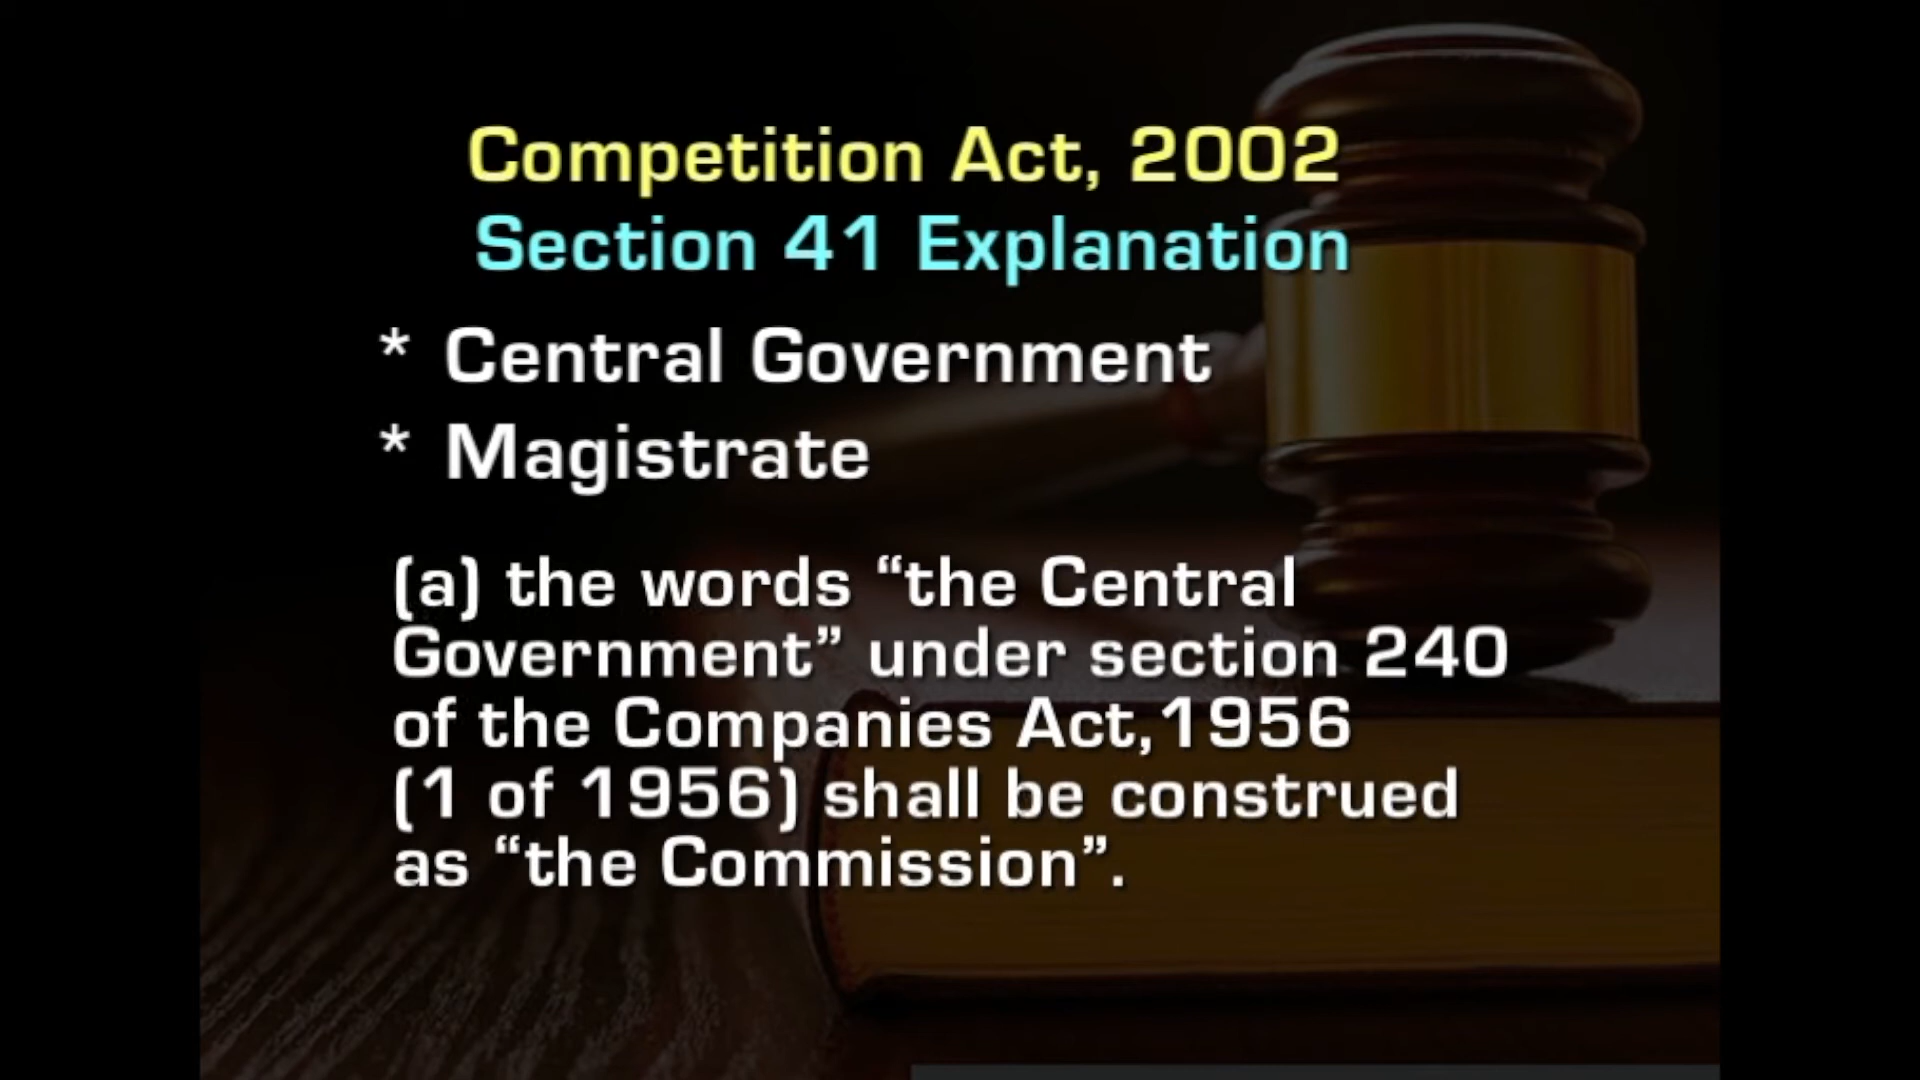 Competition Act, 2002
Section 41 Explanation
* Central Government
* Magistrate
(a) the words “the Central
Government” under section 240
of the Companies Act,1956
(1 of 1956) shall be construed
as “the Commission”.